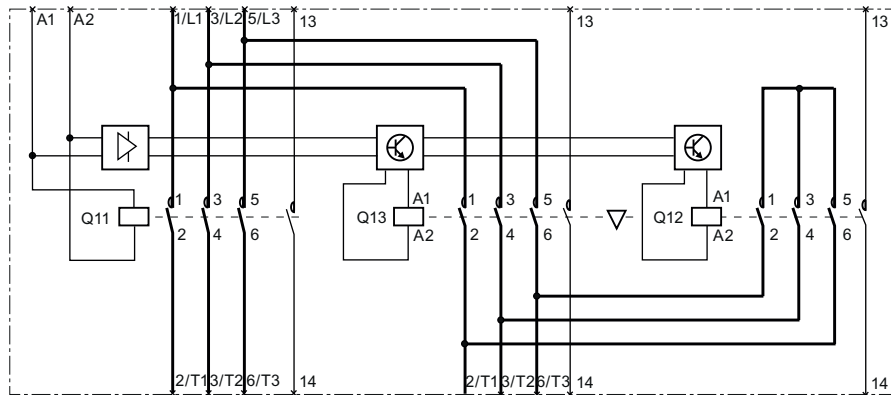 A1 A2 1/L1 3/L2 5/L3 13 13 13
1 3 5 A1 1 3 5 A1 1 3 5
Q11 Q13 Q12
2 4 6 A2 2 4 6 A2 2 4 6
2/T1 3/T2 6/T3 14 2/T1 3/T2 6/T3 14 14